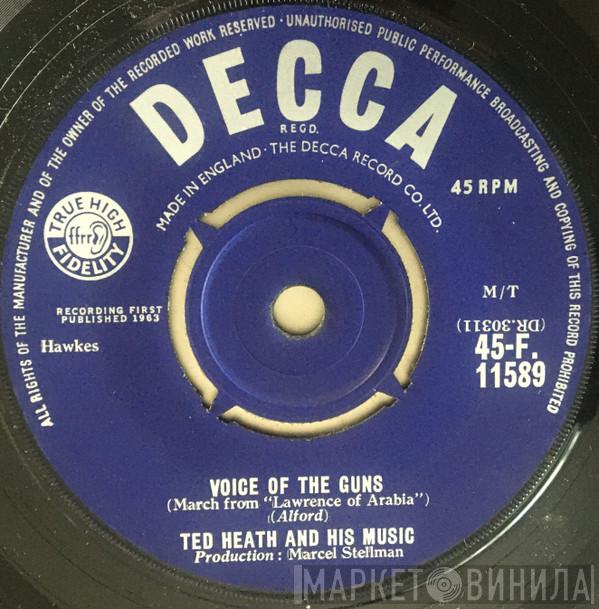 ALL RIGHTS OF THE MANUFACTURER AND OF THE OWNER OF THE RECORDED WORK RESERVED · UNAUTHORISED PUBLIC PERFORMANCE BROADCASTING AND COPYING OF THIS RECORD PROHIBITED
DECCA
REGD.
MADE IN ENGLAND · THE DECCA RECORD CO. LTD.
45 RPM
TRUE HIGH
ffrr
FIDELITY
M/T
RECORDING FIRST
PUBLISHED 1963
(DR.30311)
Hawkes
45-F.
11589
VOICE OF THE GUNS
(March from "Lawrence of Arabia")
(Alford)
TED HEATH AND HIS MUSIC
Production : Marcel Stellman
МАРКЕТ ВИНИЛА